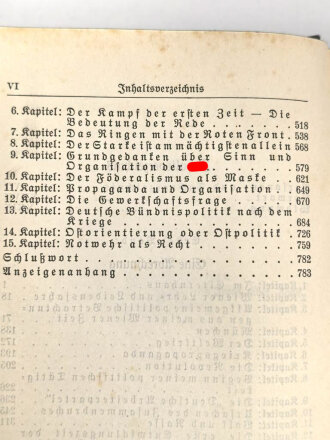 VI Inhaltsverzeichnis
6. Kapitel: Der Kampf der ersten Zeit — Die
Bedeutung der Rede . . . . . . 518
7. Kapitel: Das Ringen mit der Roten Front . 538
8. Kapitel: Der Starke ist am mächtigsten allein 568
9. Kapitel: Grundgedanken über Sinn und
Organisation der . . . . . . . 579
10. Kapitel: Der Föderalismus als Maske . . 621
11. Kapitel: Propaganda und Organisation . . 649
12. Kapitel: Die Gewerkschaftsfrage . . . . 670
13. Kapitel: Deutsche Bündnispolitik nach dem
Kriege . . . . . . . . . . . . 684
14. Kapitel: Ostorientierung oder Ostpolitik . 726
15. Kapitel: Notwehr als Recht . . . . . . 759
Schlußwort . . . . . . . . . . . . . . . 782
Anzeigenanhang . . . . . . . . . . . . . 783